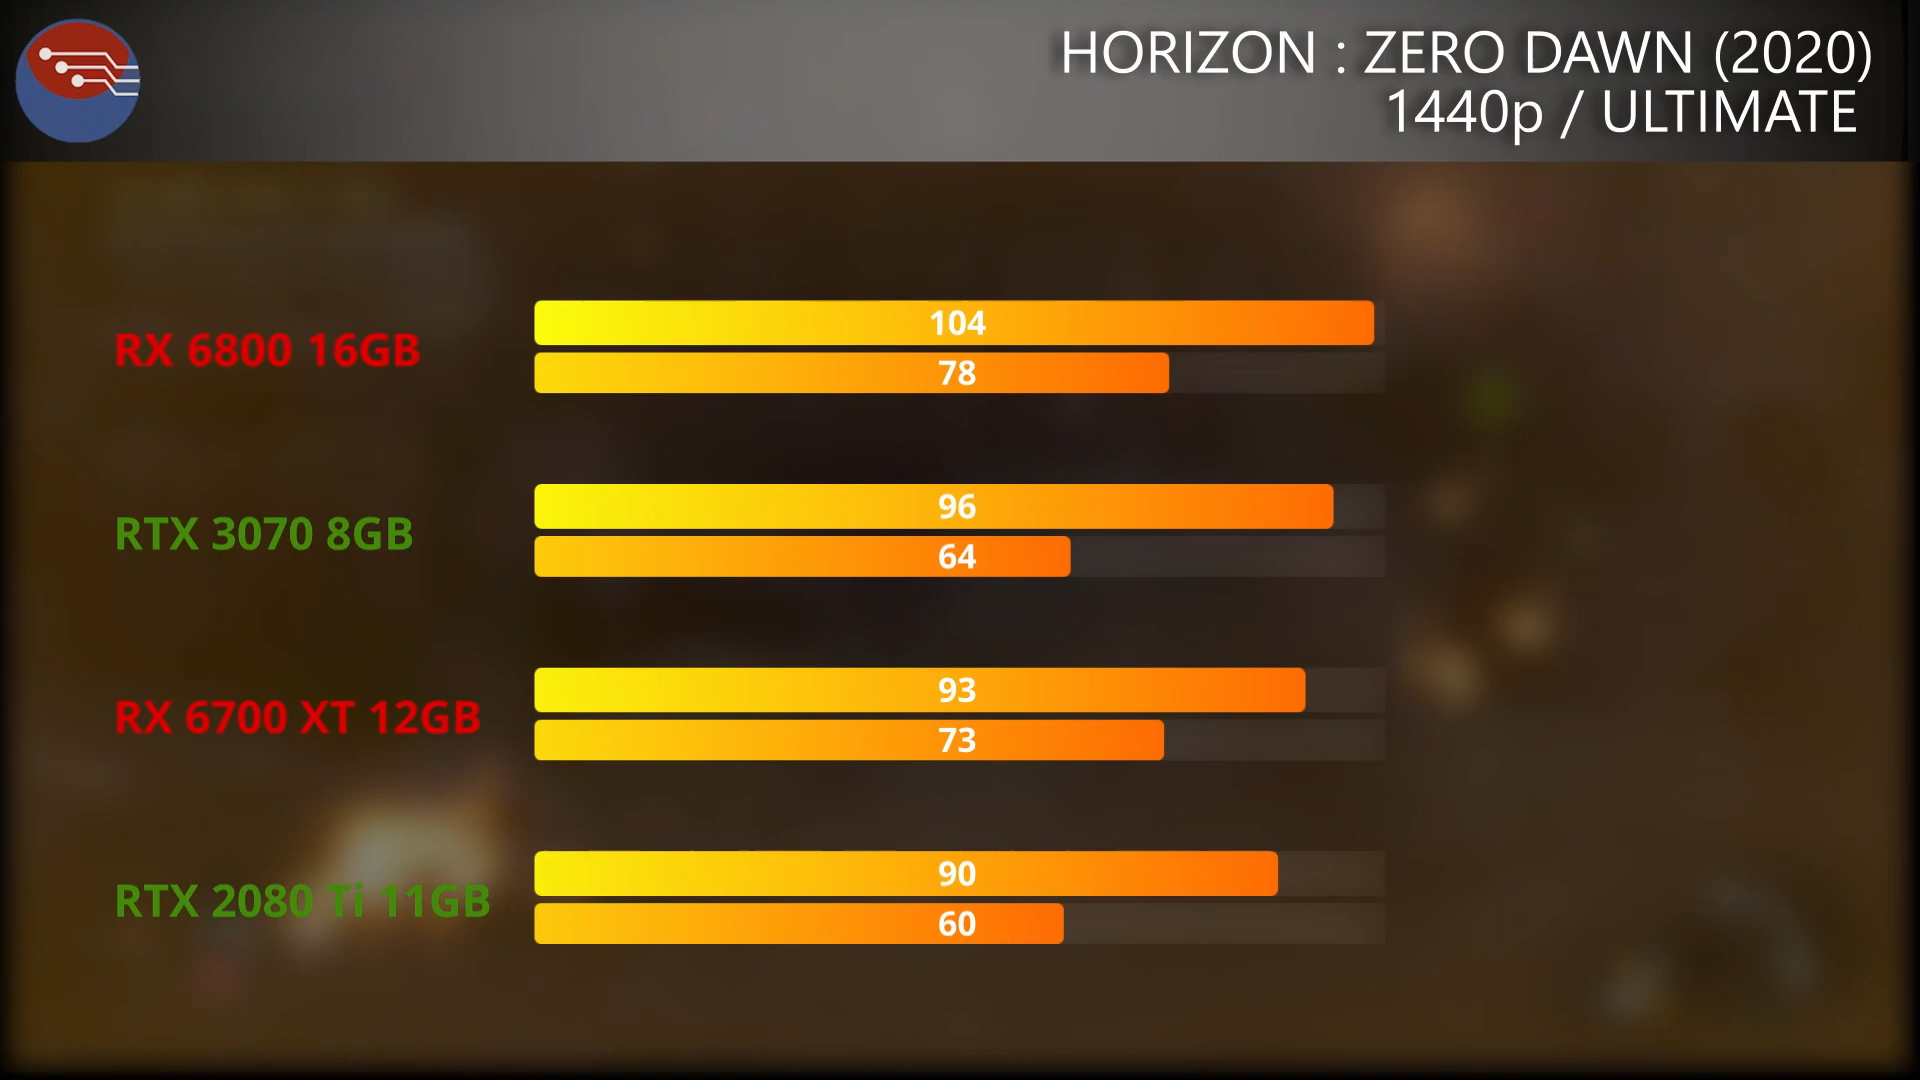 HORIZON : ZERO DAWN (2020)
1440p / ULTIMATE
RX 6800 16GB
104
78
RTX 3070 8GB
96
64
RX 6700 XT 12GB
93
73
RTX 2080 Ti 11GB
90
60